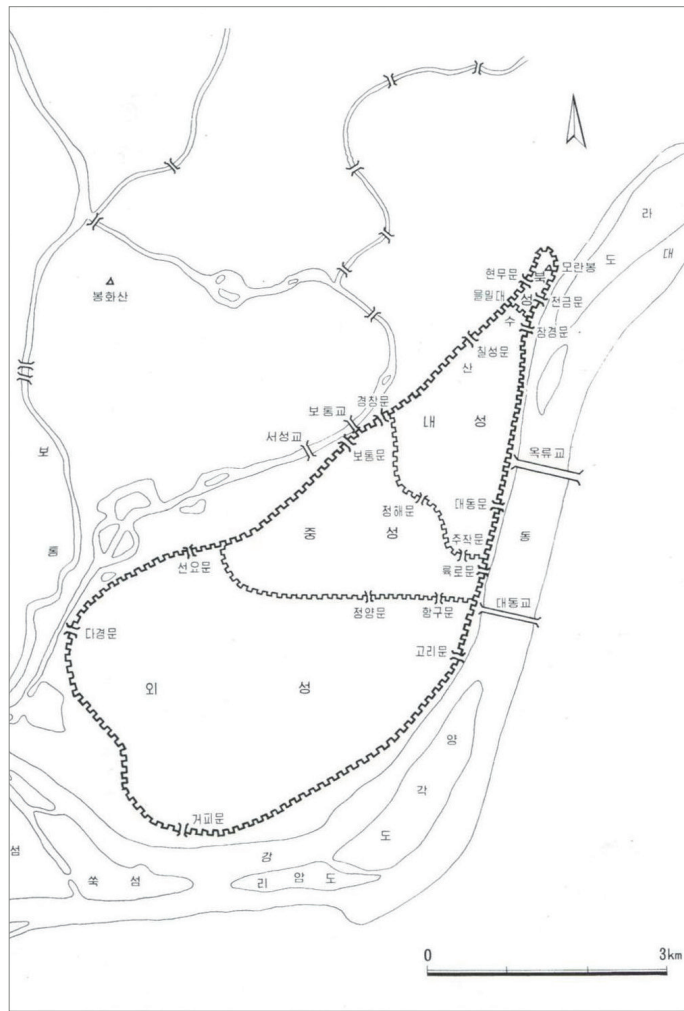 라
도
대
현무문
북
모란봉
을밀대
성
전금문
수
장경문
칠성문
산
봉화산
경창문
보통교
내 성
서성교
보통문
옥류교
보
정해문
대동문
중 성
동
주작문
통
선요문
륙로문
대동교
정양문
함구문
다경문
고리문
외 성
양
각
도
거피문
강
섬
쑥 섬
리 암 도
0 3km